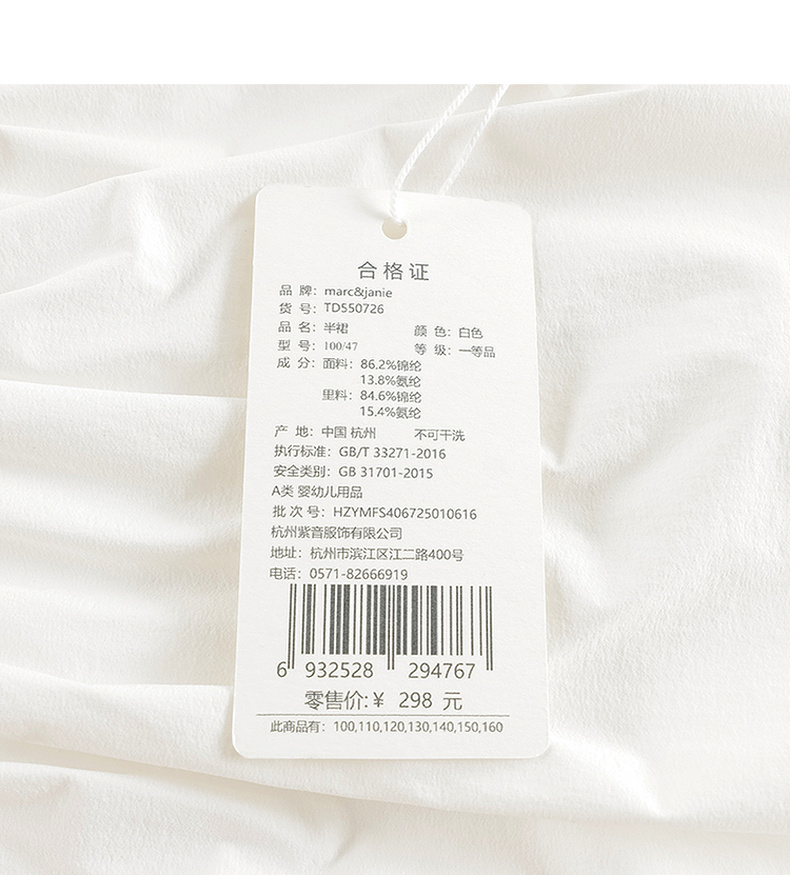 合格证
品 牌：marc&janie
货 号：TD550726
品 名：半裙 颜 色：白色
型 号：100/47 等 级：一等品
成 分：面料：86.2%锦纶
13.8%氨纶
里料：84.6%锦纶
15.4%氨纶
产 地：中国 杭州 不可干洗
执行标准：GB/T 33271-2016
安全类别：GB 31701-2015
A类 婴幼儿用品
批 次 号：HZYMFS406725010616
杭州紫音服饰有限公司
地址：杭州市滨江区江二路400号
电话：0571-82666919
6 932528 294767
零售价:￥ 298 元
此商品有：100,110,120,130,140,150,160